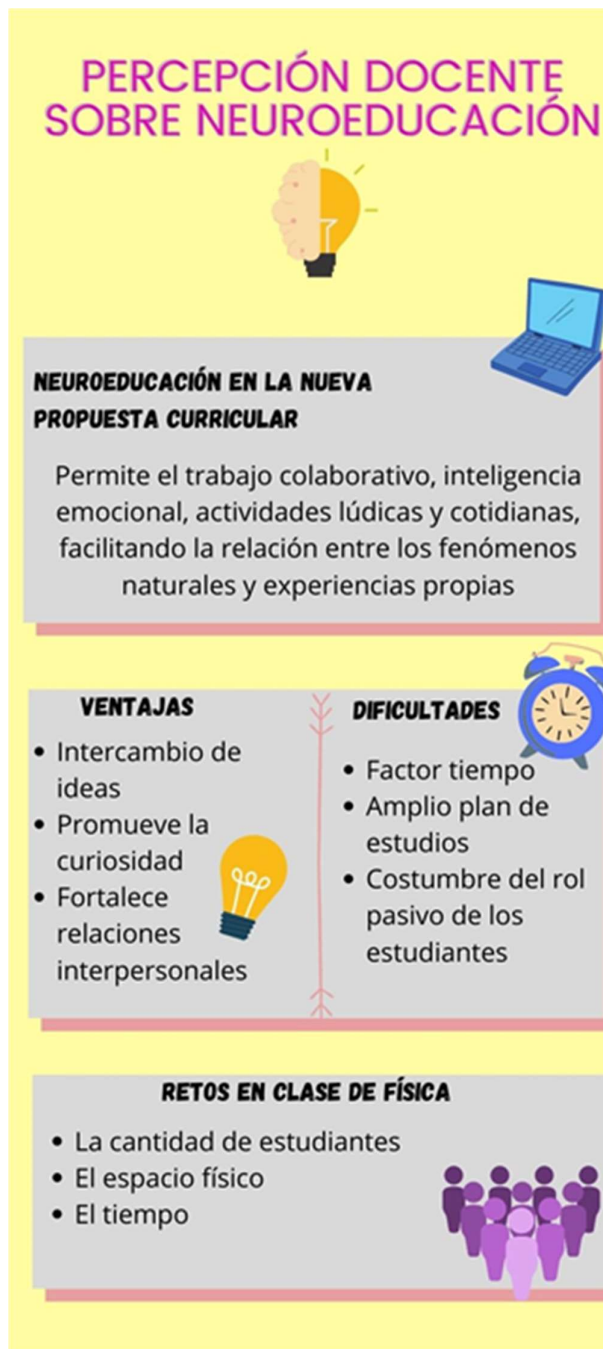 PERCEPCIÓN DOCENTE
SOBRE NEUROEDUCACIÓN
NEUROEDUCACIÓN EN LA NUEVA
PROPUESTA CURRICULAR
Permite el trabajo colaborativo, inteligencia
emocional, actividades lúdicas y cotidianas,
facilitando la relación entre los fenómenos
naturales y experiencias propias
VENTAJAS
• Intercambio de
ideas
• Promueve la
curiosidad
• Fortalece
relaciones
interpersonales
DIFICULTADES
• Factor tiempo
• Amplio plan de
estudios
• Costumbre del rol
pasivo de los
estudiantes
RETOS EN CLASE DE FÍSICA
• La cantidad de estudiantes
• El espacio físico
• El tiempo